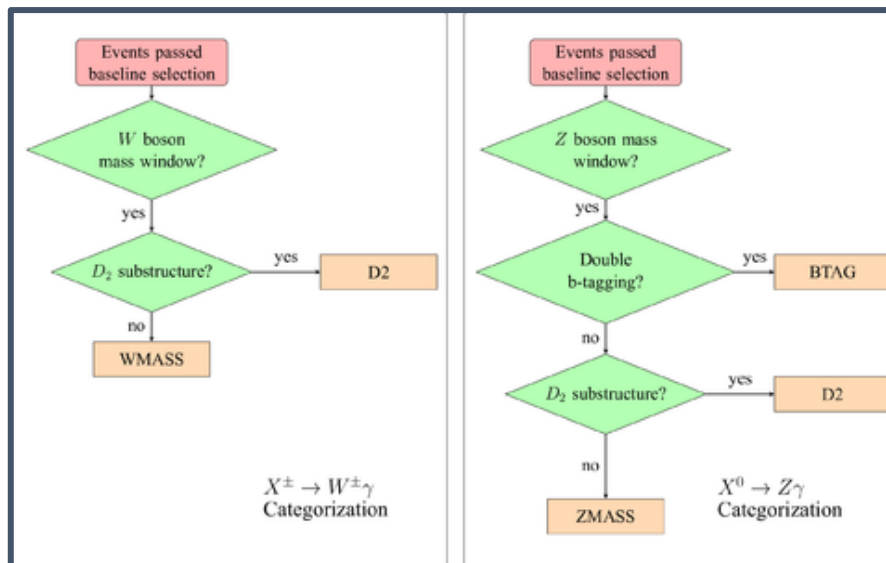 Events passed
baseline selection
W boson
mass window?
yes
D₂ substructure?
yes
D2
no
WMASS
X± → W±γ
Categorization
Events passed
baseline selection
Z boson mass
window?
yes
Double
b-tagging?
yes
BTAG
no
D₂ substructure?
yes
D2
no
ZMASS
X⁰ → Zγ
Categorization